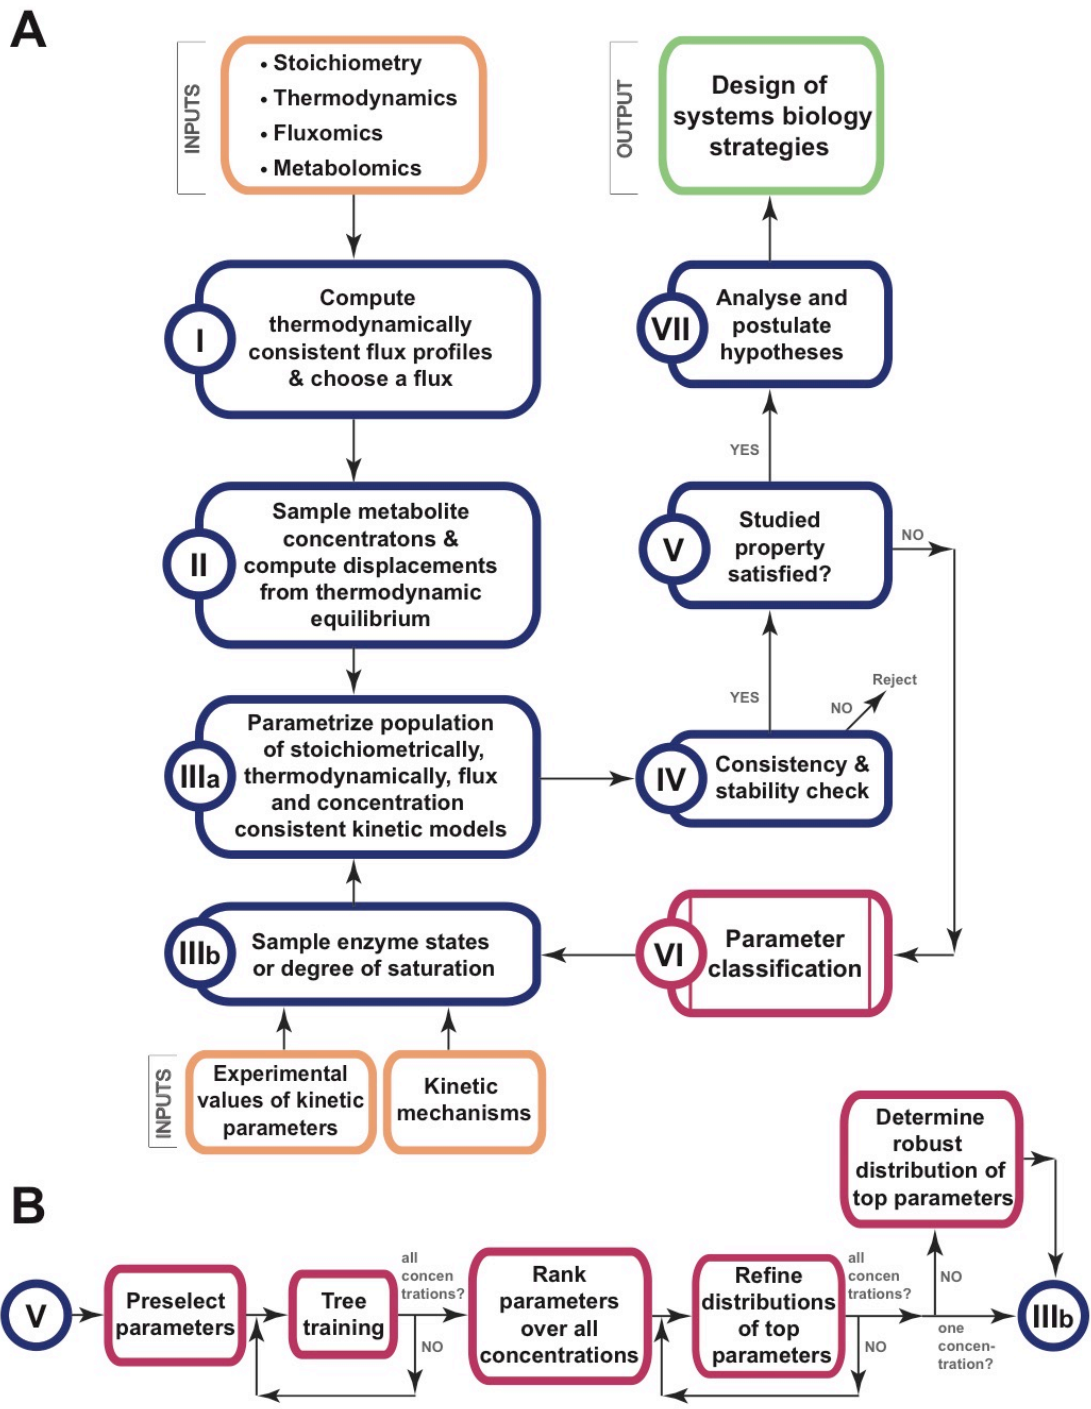 A
INPUTS
• Stoichiometry
• Thermodynamics
• Fluxomics
• Metabolomics
I
Compute
thermodynamically
consistent flux profiles
& choose a flux
II
Sample metabolite
concentratons &
compute displacements
from thermodynamic
equilibrium
IIIa
Parametrize population
of stoichiometrically,
thermodynamically, flux
and concentration
consistent kinetic models
IIIb
Sample enzyme states
or degree of saturation
INPUTS
Experimental
values of kinetic
parameters
Kinetic
mechanisms
OUTPUT
Design of
systems biology
strategies
VII
Analyse and
postulate
hypotheses
YES
V
Studied
property
satisfied?
NO
YES
NO
Reject
IV
Consistency &
stability check
VI
Parameter
classification
B
V
Preselect
parameters
Tree
training
all
concen
trations?
NO
Rank
parameters
over all
concentrations
Refine
distributions
of top
parameters
all
concen
trations?
NO
Determine
robust
distribution of
top parameters
NO
one
concen-
tration?
IIIb